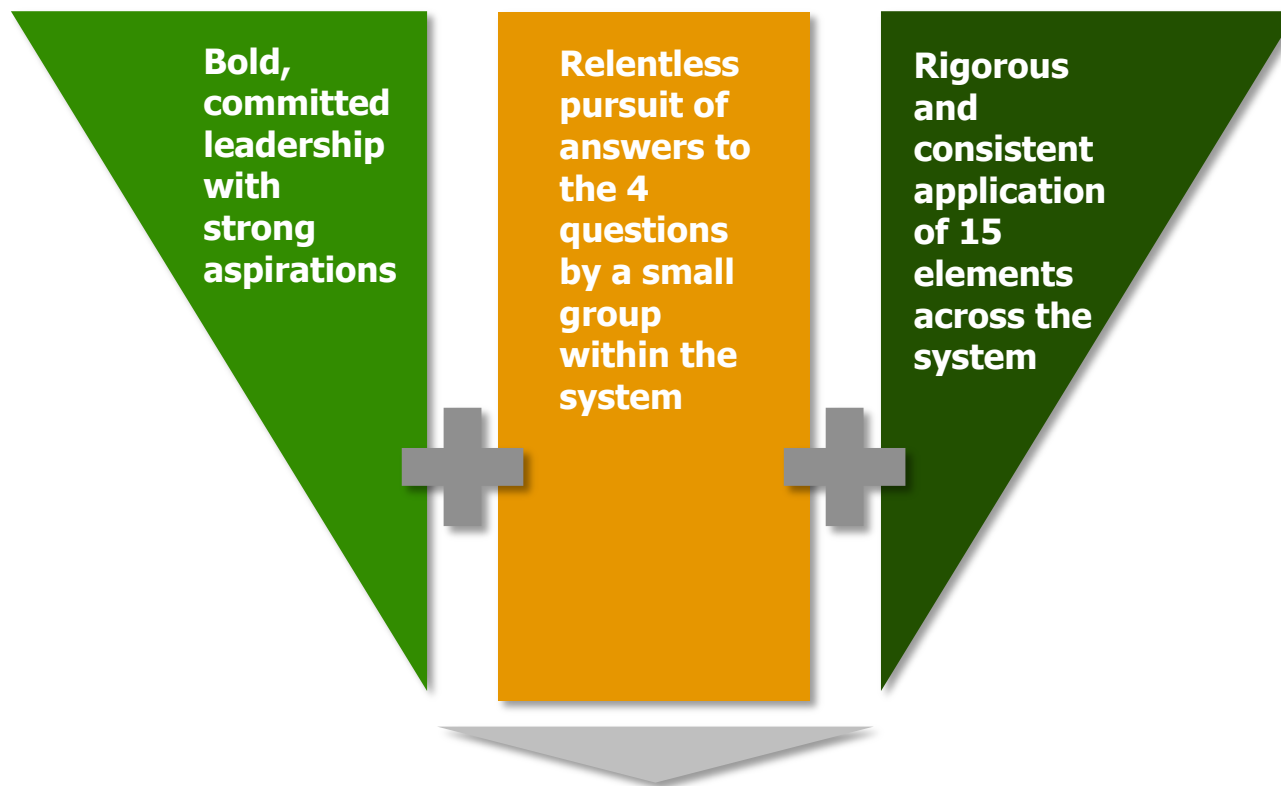 Bold,
committed
leadership
with
strong
aspirations
Relentless
pursuit of
answers to
the 4
questions
by a small
group
within the
system
Rigorous
and
consistent
application
of 15
elements
across the
system